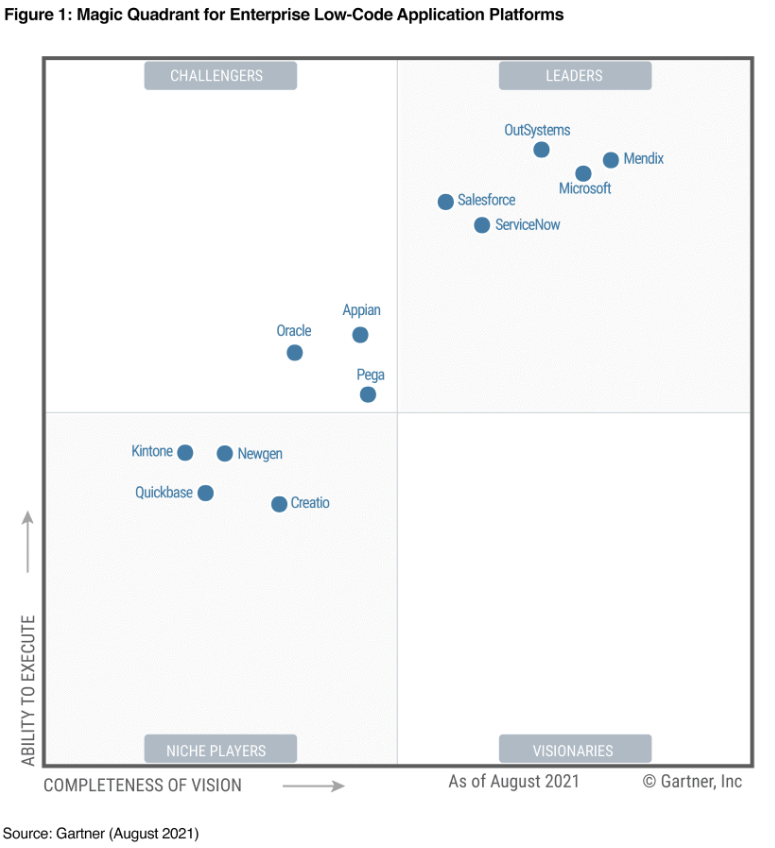 Figure 1: Magic Quadrant for Enterprise Low-Code Application Platforms
CHALLENGERS
LEADERS
OutSystems
Mendix
Microsoft
Salesforce
ServiceNow
Appian
Oracle
Pega
Kintone
Newgen
Quickbase
Creatio
ABILITY TO EXECUTE
NICHE PLAYERS
VISIONARIES
COMPLETENESS OF VISION
As of August 2021
© Gartner, Inc
Source: Gartner (August 2021)